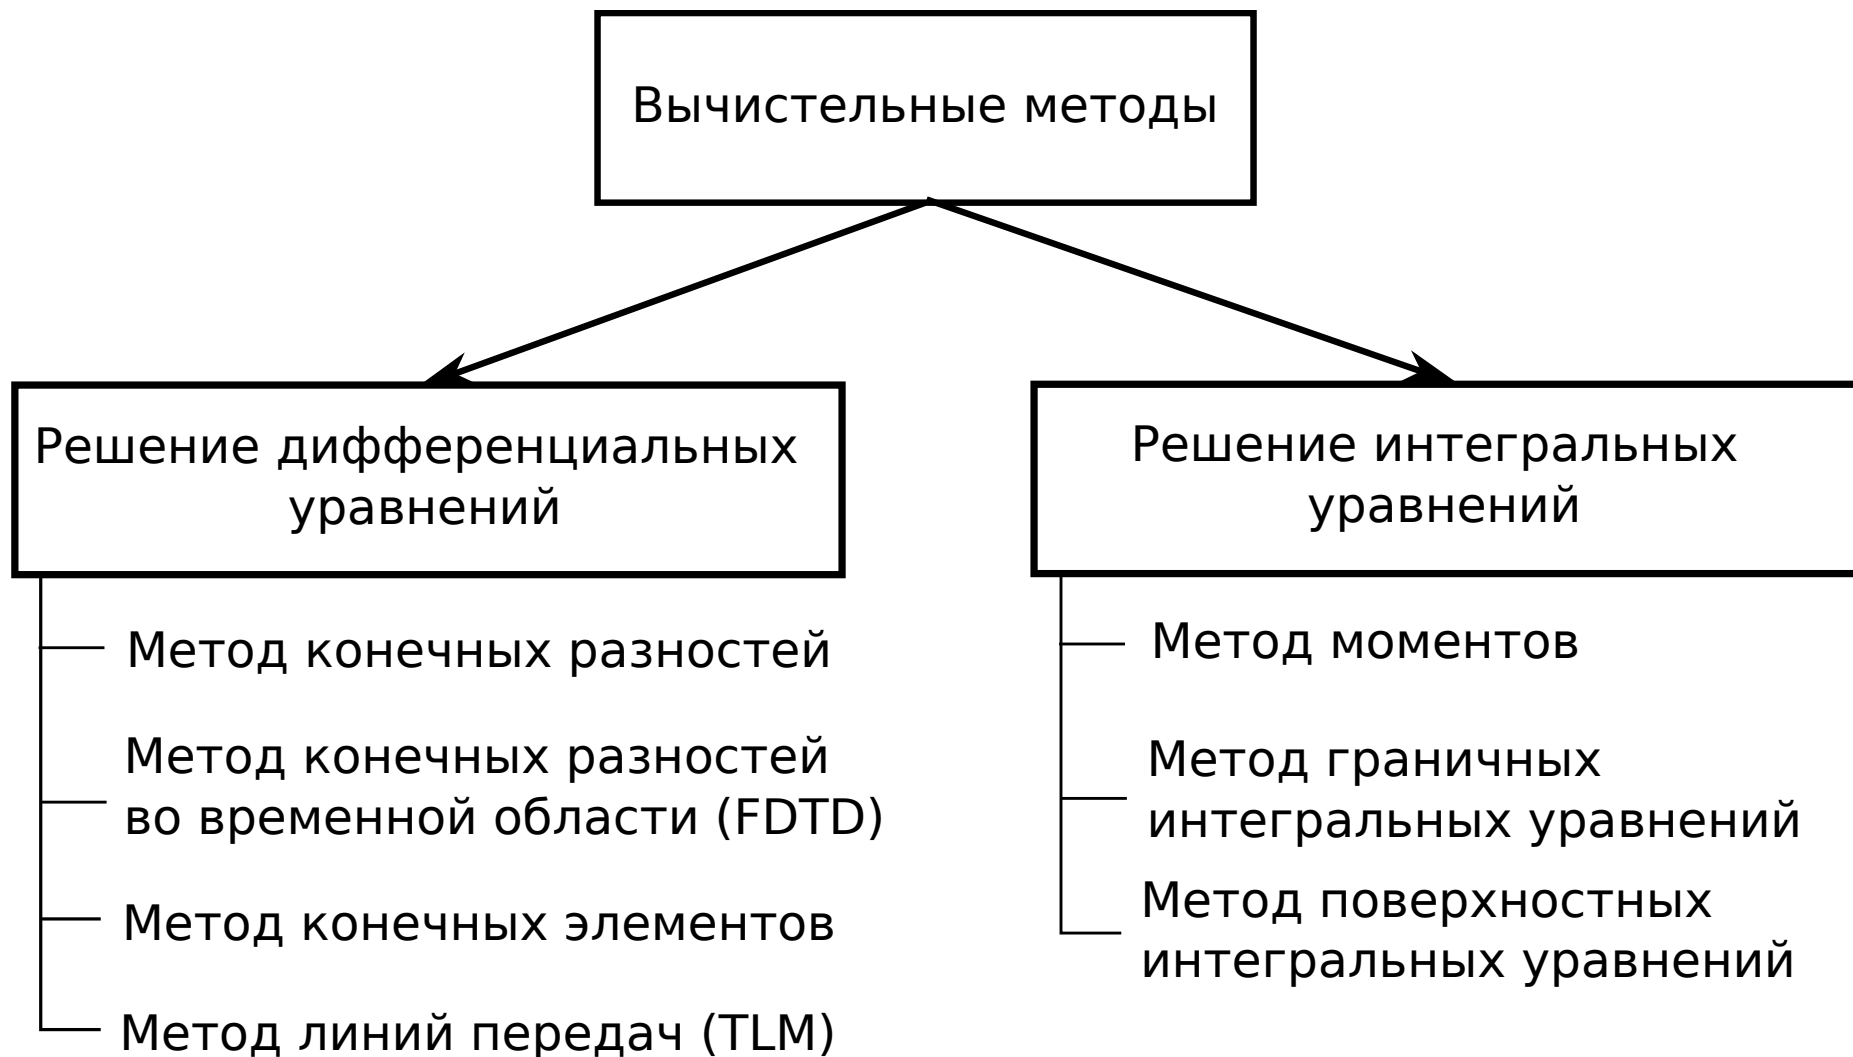 Вычистельные методы
Решение дифференциальных
уравнений
Метод конечных разностей
Метод конечных разностей
во временной области (FDTD)
Метод конечных элементов
Метод линий передач (TLM)
Решение интегральных
уравнений
Метод моментов
Метод граничных
интегральных уравнений
Метод поверхностных
интегральных уравнений